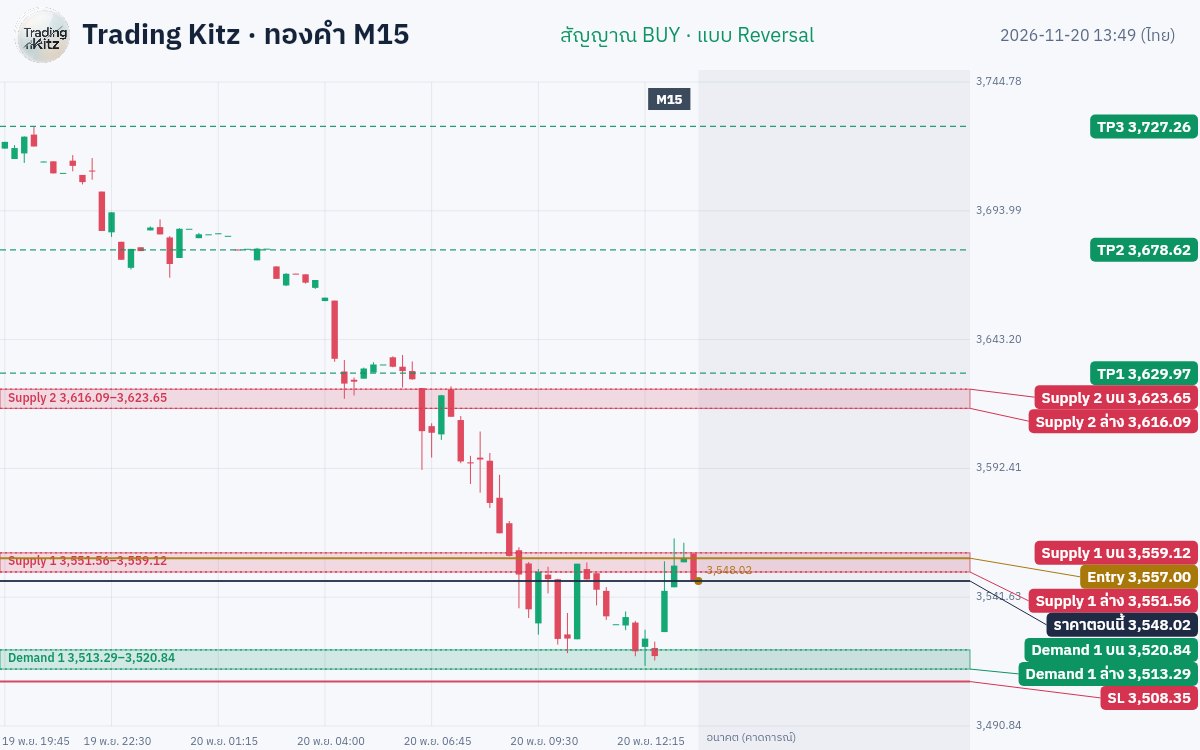 Trading Kitz
Trading Kitz · ทองคำ M15
สัญญาณ BUY · แบบ Reversal
2026-11-20 13:49 (ไทย)
M15
3,744.78
TP3 3,727.26
3,693.99
TP2 3,678.62
3,643.20
TP1 3,629.97
Supply 2 3,616.09–3,623.65
Supply 2 บน 3,623.65
Supply 2 ล่าง 3,616.09
3,592.41
Supply 1 3,551.56–3,559.12
Supply 1 บน 3,559.12
3,548.02
Entry 3,557.00
3,541.63
Supply 1 ล่าง 3,551.56
ราคาตอนนี้ 3,548.02
Demand 1 3,513.29–3,520.84
Demand 1 บน 3,520.84
Demand 1 ล่าง 3,513.29
SL 3,508.35
3,490.84
19 พ.ย. 19:45
19 พ.ย. 22:30
20 พ.ย. 01:15
20 พ.ย. 04:00
20 พ.ย. 06:45
20 พ.ย. 09:30
20 พ.ย. 12:15
อนาคต (คาดการณ์)